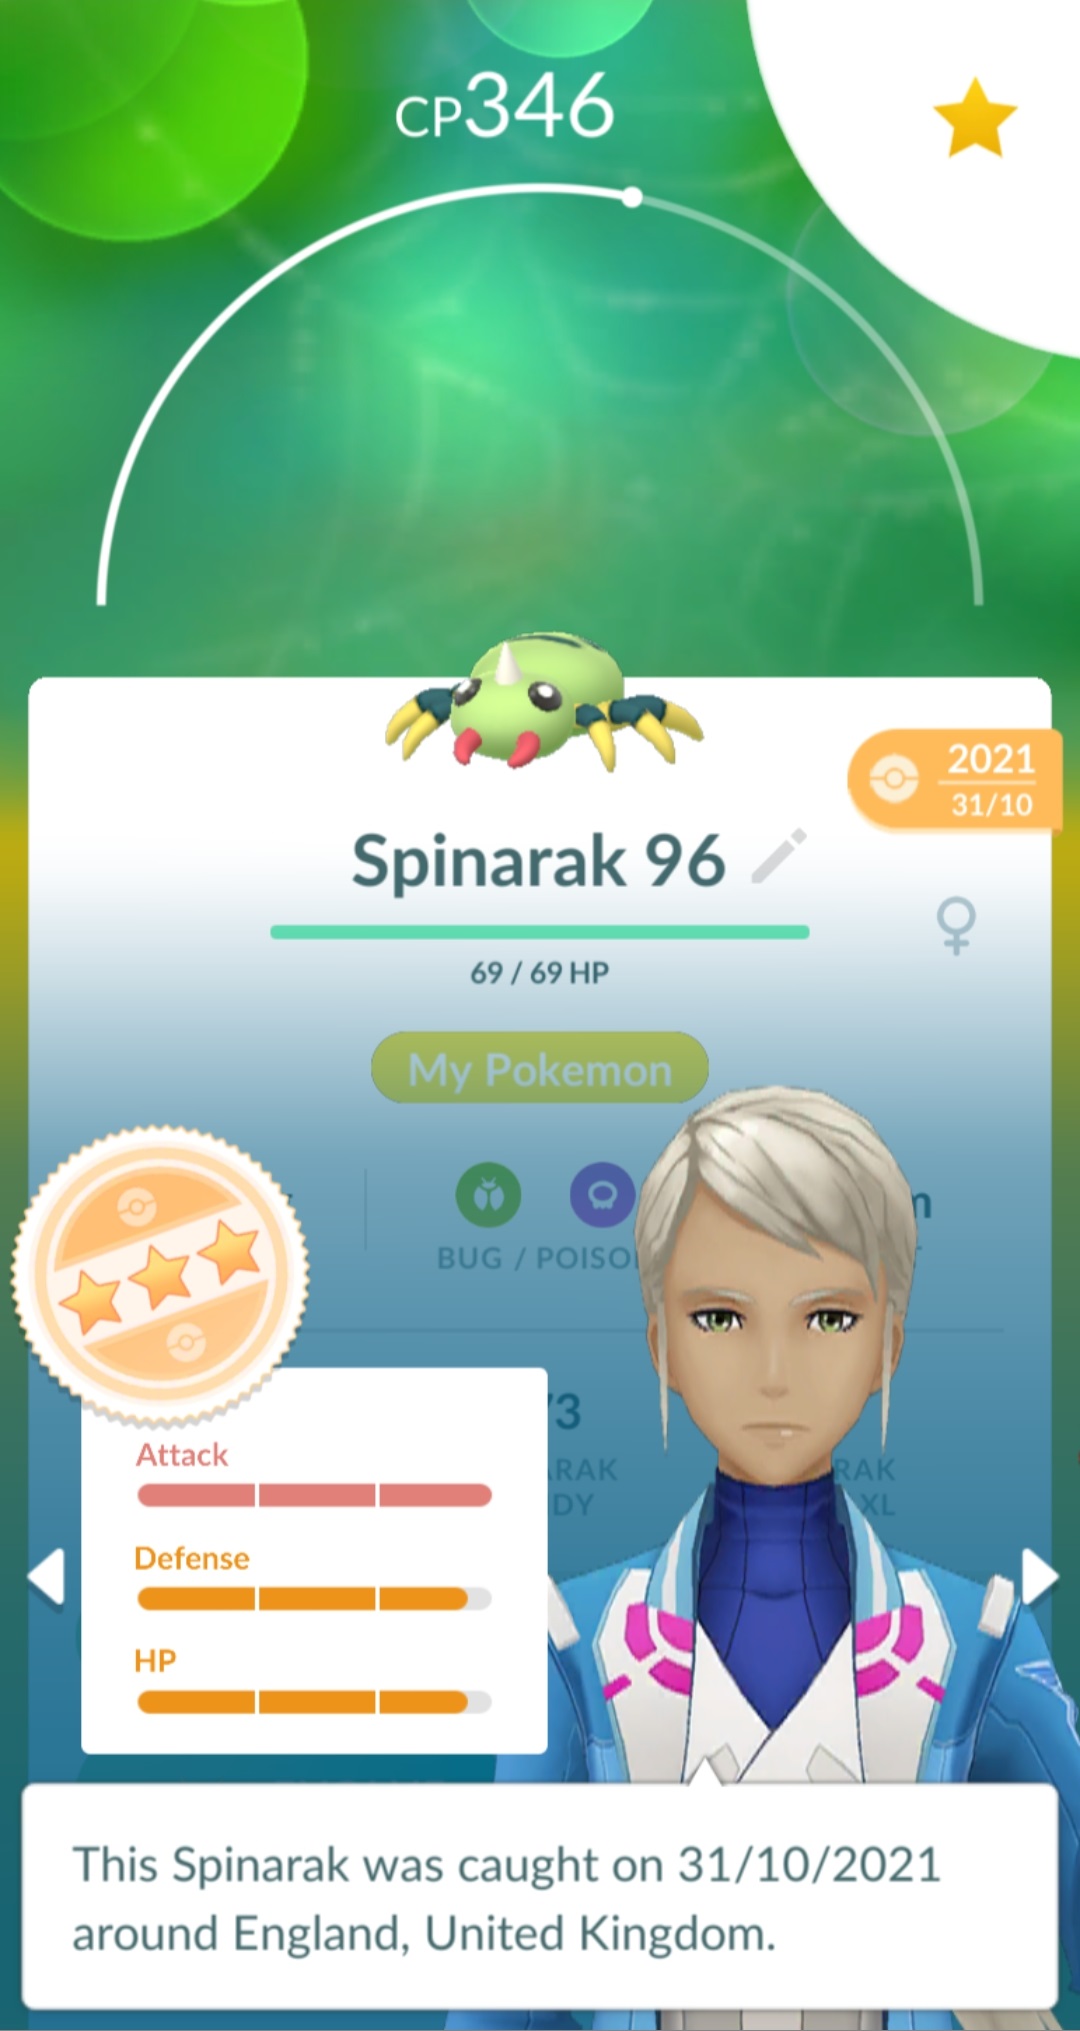 CP346
2021
31/10
Spinarak 96
69 / 69 HP
My Pokemon
BUG /
Attack
Defense
HP
This Spinarak was caught on 31/10/2021
around England, United Kingdom.